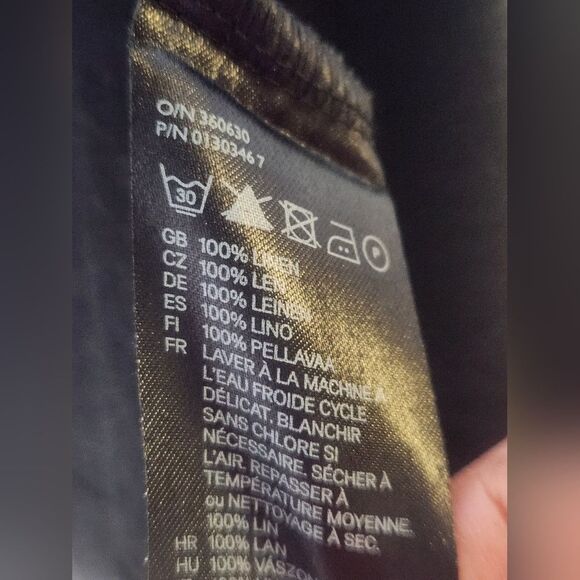 O/N 360630
P/N 0130346 7
30
P
GB 100% LINEN
CZ 100% LEN
DE 100% LEINEN
ES 100% LINO
FI 100% PELLAVAA
FR LAVER À LA MACHINE À
L'EAU FROIDE CYCLE
DÉLICAT. BLANCHIR
SANS CHLORE SI
NÉCESSAIRE. SÉCHER À
L'AIR. REPASSER À
TEMPÉRATURE MOYENNE.
ou NETTOYAGE À SEC.
100% LIN
HR 100% LAN
HU 100% VÁSZON